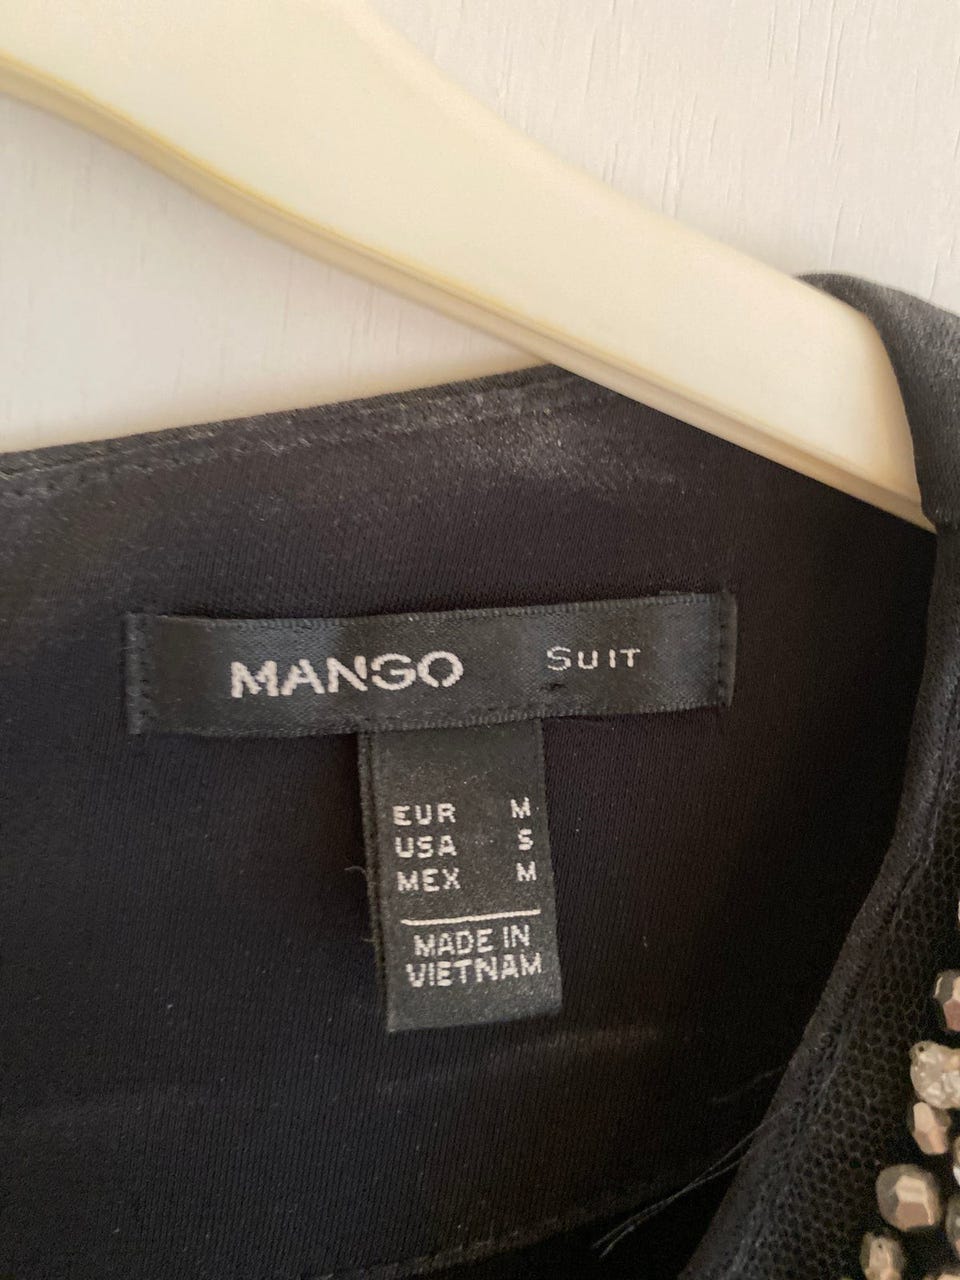 MANGO SUIT
EUR M
USA S
MEX M
MADE IN
VIETNAM